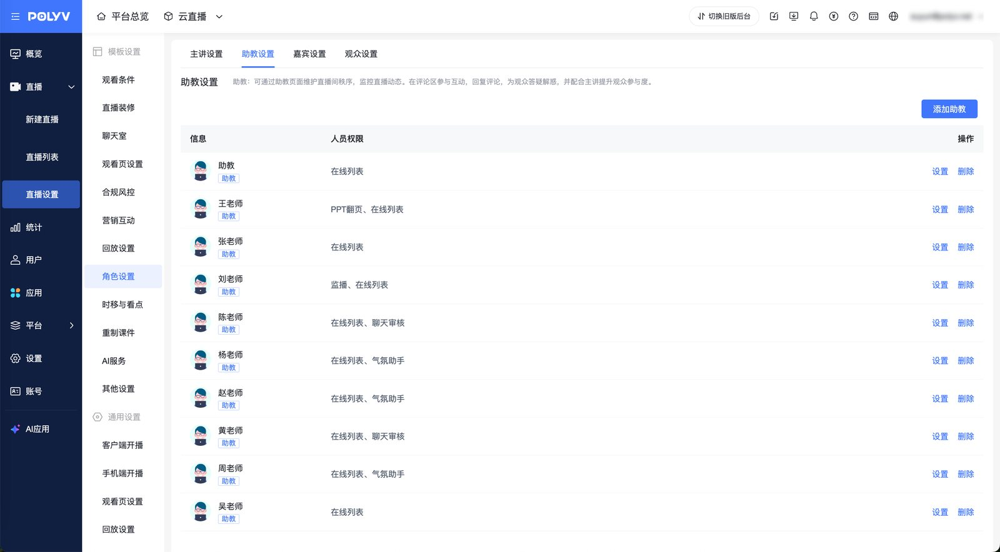 POLYV
平台总览
云直播
切换旧版后台
概览
直播
新建直播
直播列表
直播设置
统计
用户
应用
平台
设置
账号
AI应用
模板设置
观看条件
直播装修
聊天室
观看页设置
合规风控
营销互动
回放设置
角色设置
时移与看点
重制课件
AI服务
其他设置
通用设置
客户端开播
手机端开播
观看页设置
回放设置
主讲设置 助教设置 嘉宾设置 观众设置
助教设置 助教：可通过助教页面维护直播间秩序，监控直播动态。在评论区参与互动，回复评论，为观众答疑解惑，并配合主讲提升观众参与度。
添加助教
信息 人员权限 操作
助教
助教
在线列表 设置 删除
王老师
助教
PPT翻页、在线列表 设置 删除
张老师
助教
在线列表 设置 删除
刘老师
助教
监播、在线列表 设置 删除
陈老师
助教
在线列表、聊天审核 设置 删除
杨老师
助教
在线列表、气氛助手 设置 删除
赵老师
助教
在线列表、气氛助手 设置 删除
黄老师
助教
在线列表、聊天审核 设置 删除
周老师
助教
在线列表、气氛助手 设置 删除
吴老师
助教
在线列表 设置 删除